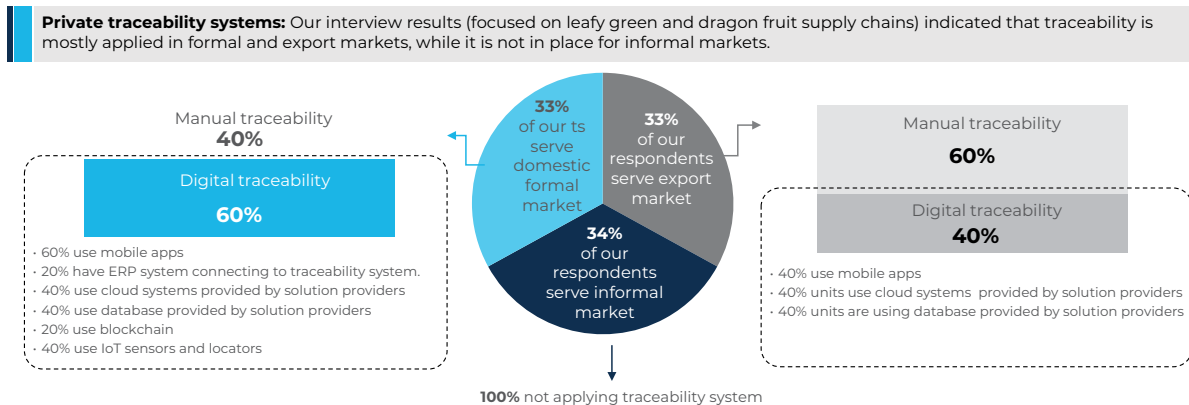 Private traceability systems: Our interview results (focused on leafy green and dragon fruit supply chains) indicated that traceability is
mostly applied in formal and export markets, while it is not in place for informal markets.
Manual traceability
40%
Digital traceability
60%
· 60% use mobile apps
· 20% have ERP system connecting to traceability system.
· 40% use cloud systems provided by solution providers
· 40% use database provided by solution providers
· 20% use blockchain
· 40% use IoT sensors and locators
33%
of our ts
serve
domestic
formal
market
33%
of our
respondents
serve export
market
34%
of our
respondents
serve informal
market
100% not applying traceability system
Manual traceability
60%
Digital traceability
40%
· 40% use mobile apps
· 40% units use cloud systems  provided by solution providers
· 40% units are using database provided by solution providers